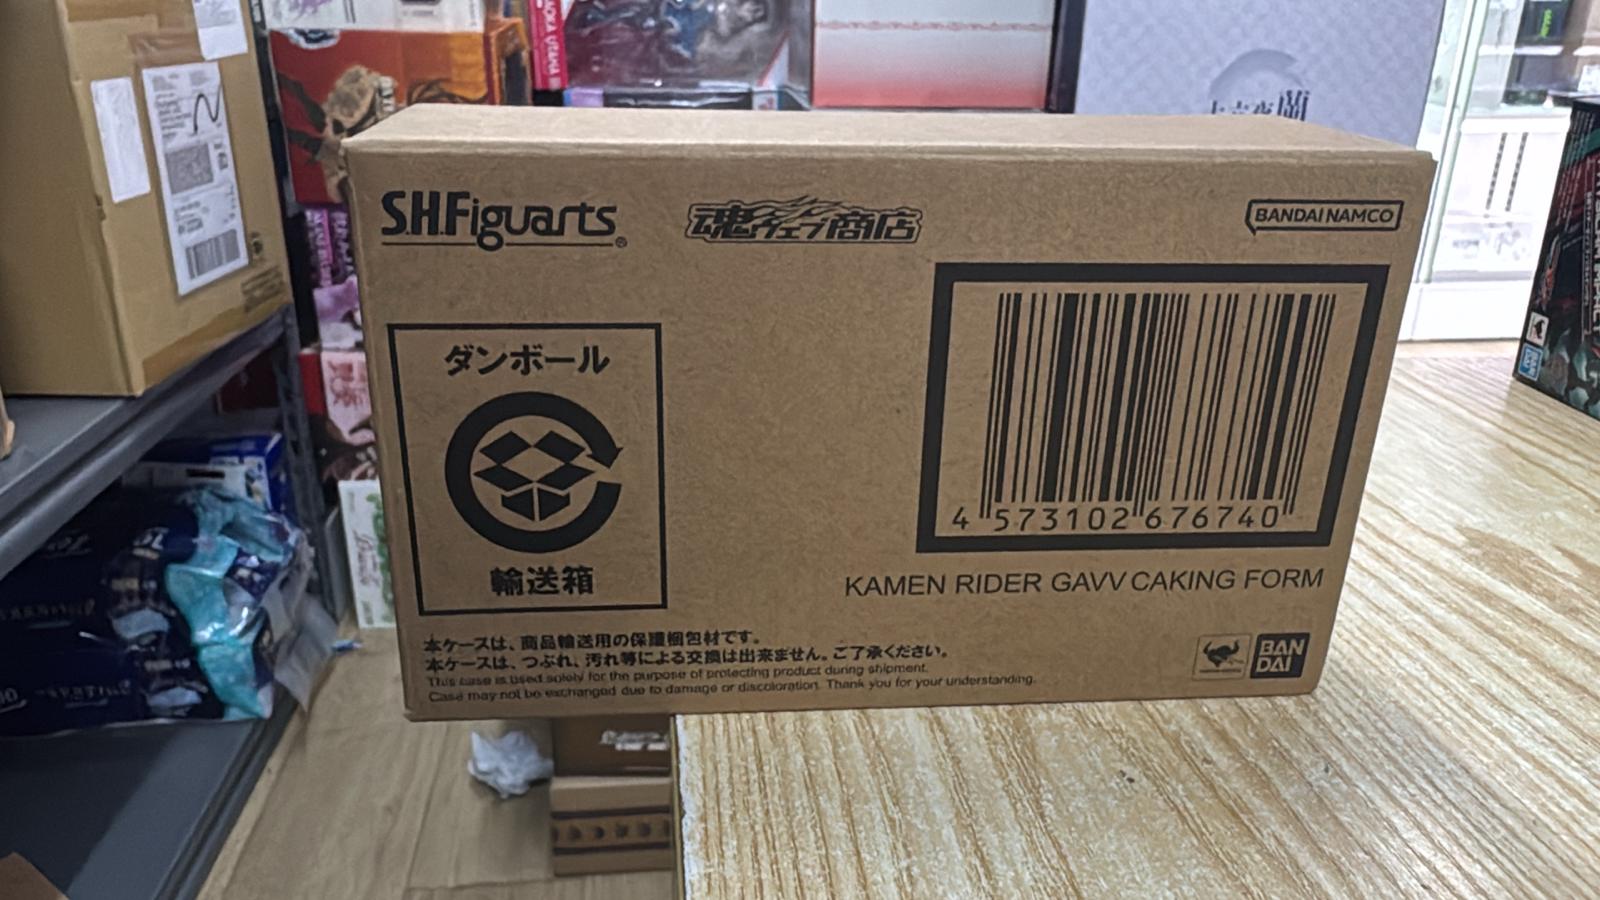 S.H.Figuarts®
魂ウェブ商店
BANDAI NAMCO
ダンボール
輸送箱
4 573102 676740
KAMEN RIDER GAVV CAKING FORM
本ケースは、商品輸送用の保護梱包材です。
本ケースは、つぶれ、汚れ等による交換は出来ません。ご了承ください。
This case is used solely for the purpose of protecting product during shipment.
Case may not be exchanged due to damage or discoloration. Thank you for your understanding.
BAN
DAI